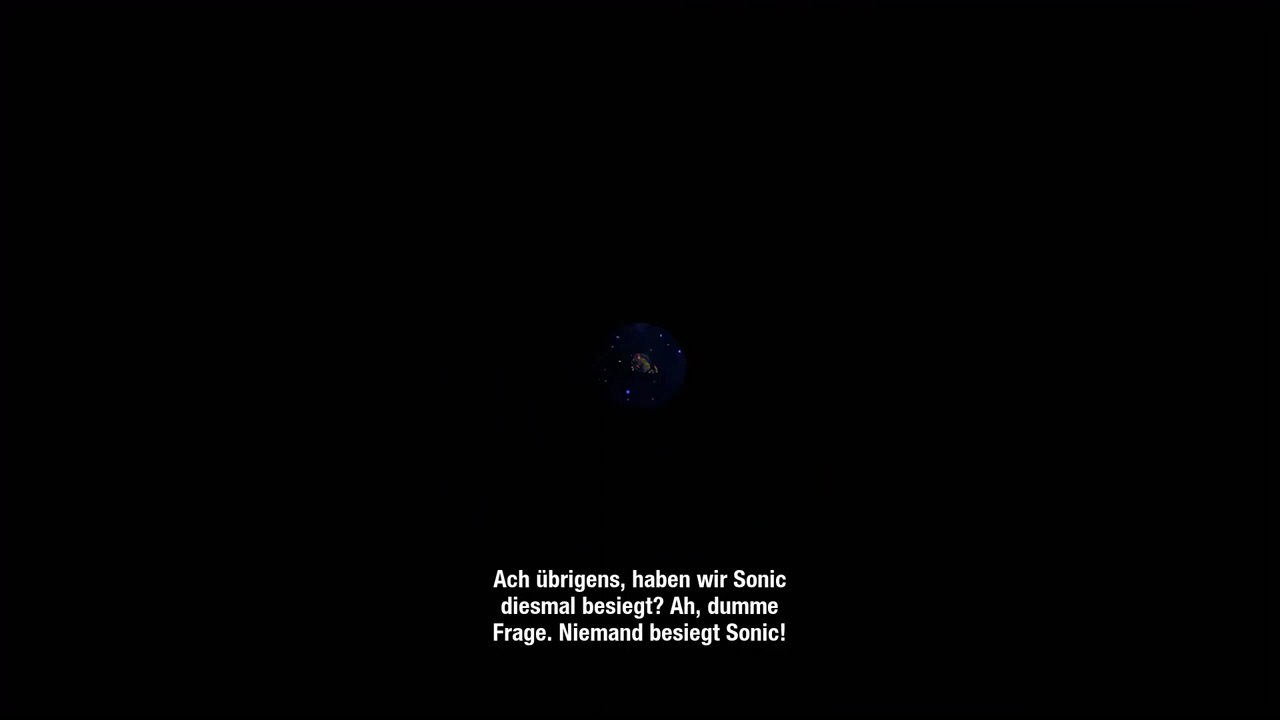 Ach übrigens, haben wir Sonic
diesmal besiegt? Ah, dumme
Frage. Niemand besiegt Sonic!